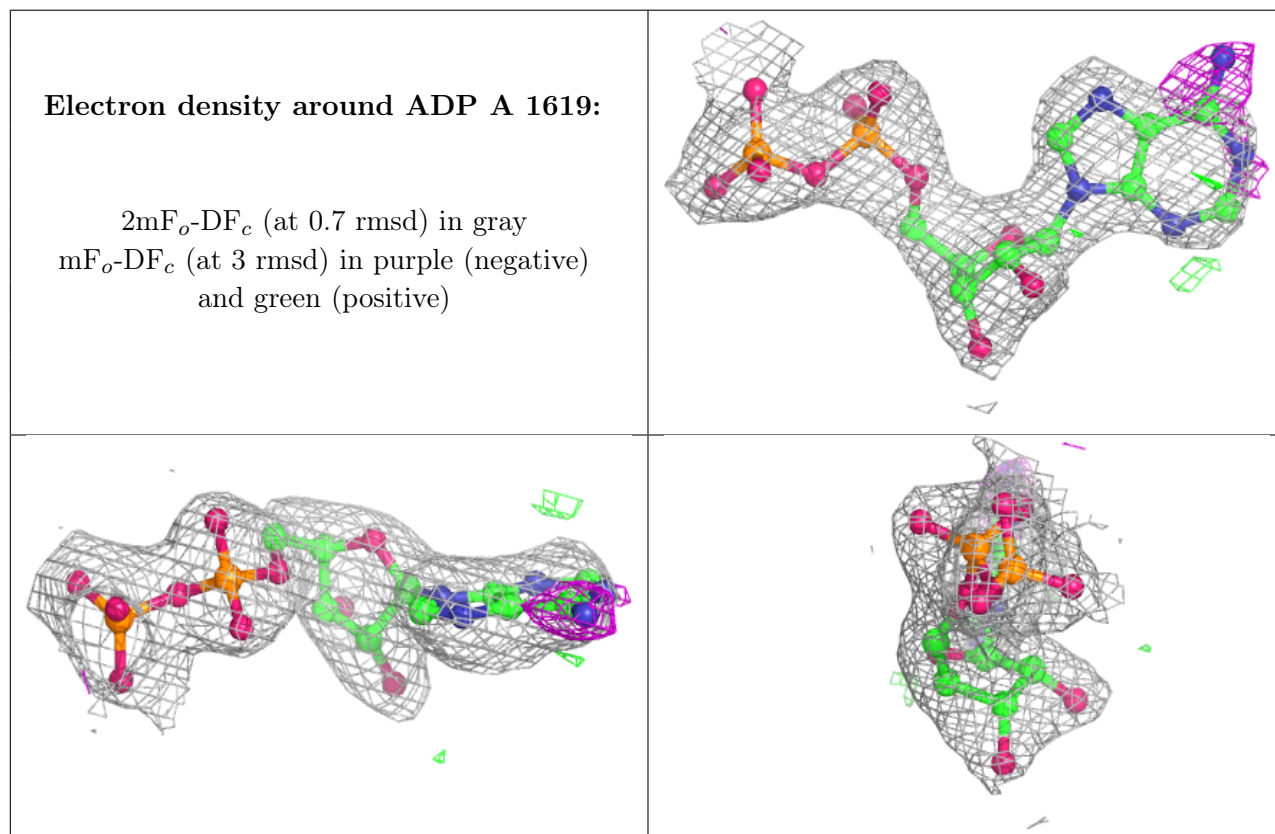 Electron density around ADP A 1619:
2mFo-DFc (at 0.7 rmsd) in gray
mFo-DFc (at 3 rmsd) in purple (negative)
and green (positive)